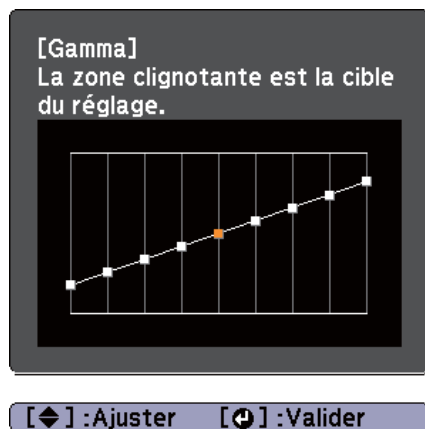 [Gamma]
La zone clignotante est la cible
du réglage.
[◆] :Ajuster [⏎] :Valider